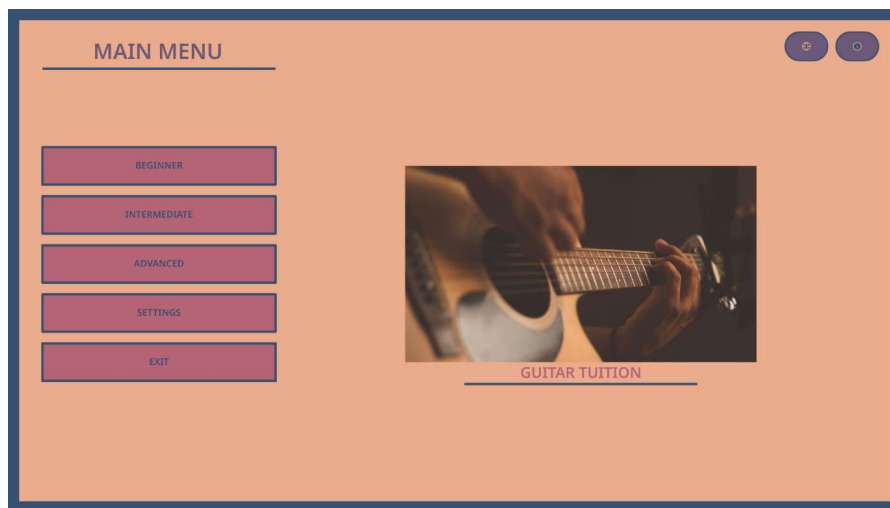 MAIN MENU
BEGINNER
INTERMEDIATE
ADVANCED
SETTINGS
EXIT
GUITAR TUITION